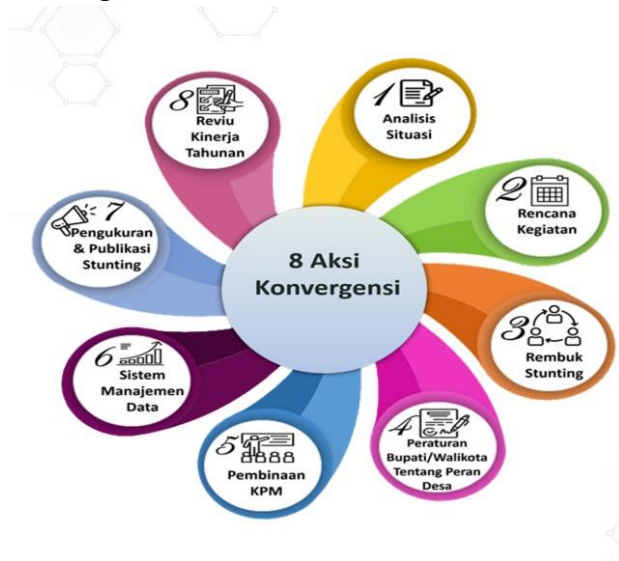 8 Aksi
Konvergensi
1
Analisis
Situasi
2
Rencana
Kegiatan
3
Rembuk
Stunting
4
Peraturan
Bupati/Walikota
Tentang Peran
Desa
5
Pembinaan
KPM
6
Sistem
Manajemen
Data
7
Pengukuran
& Publikasi
Stunting
8
Reviu
Kinerja
Tahunan